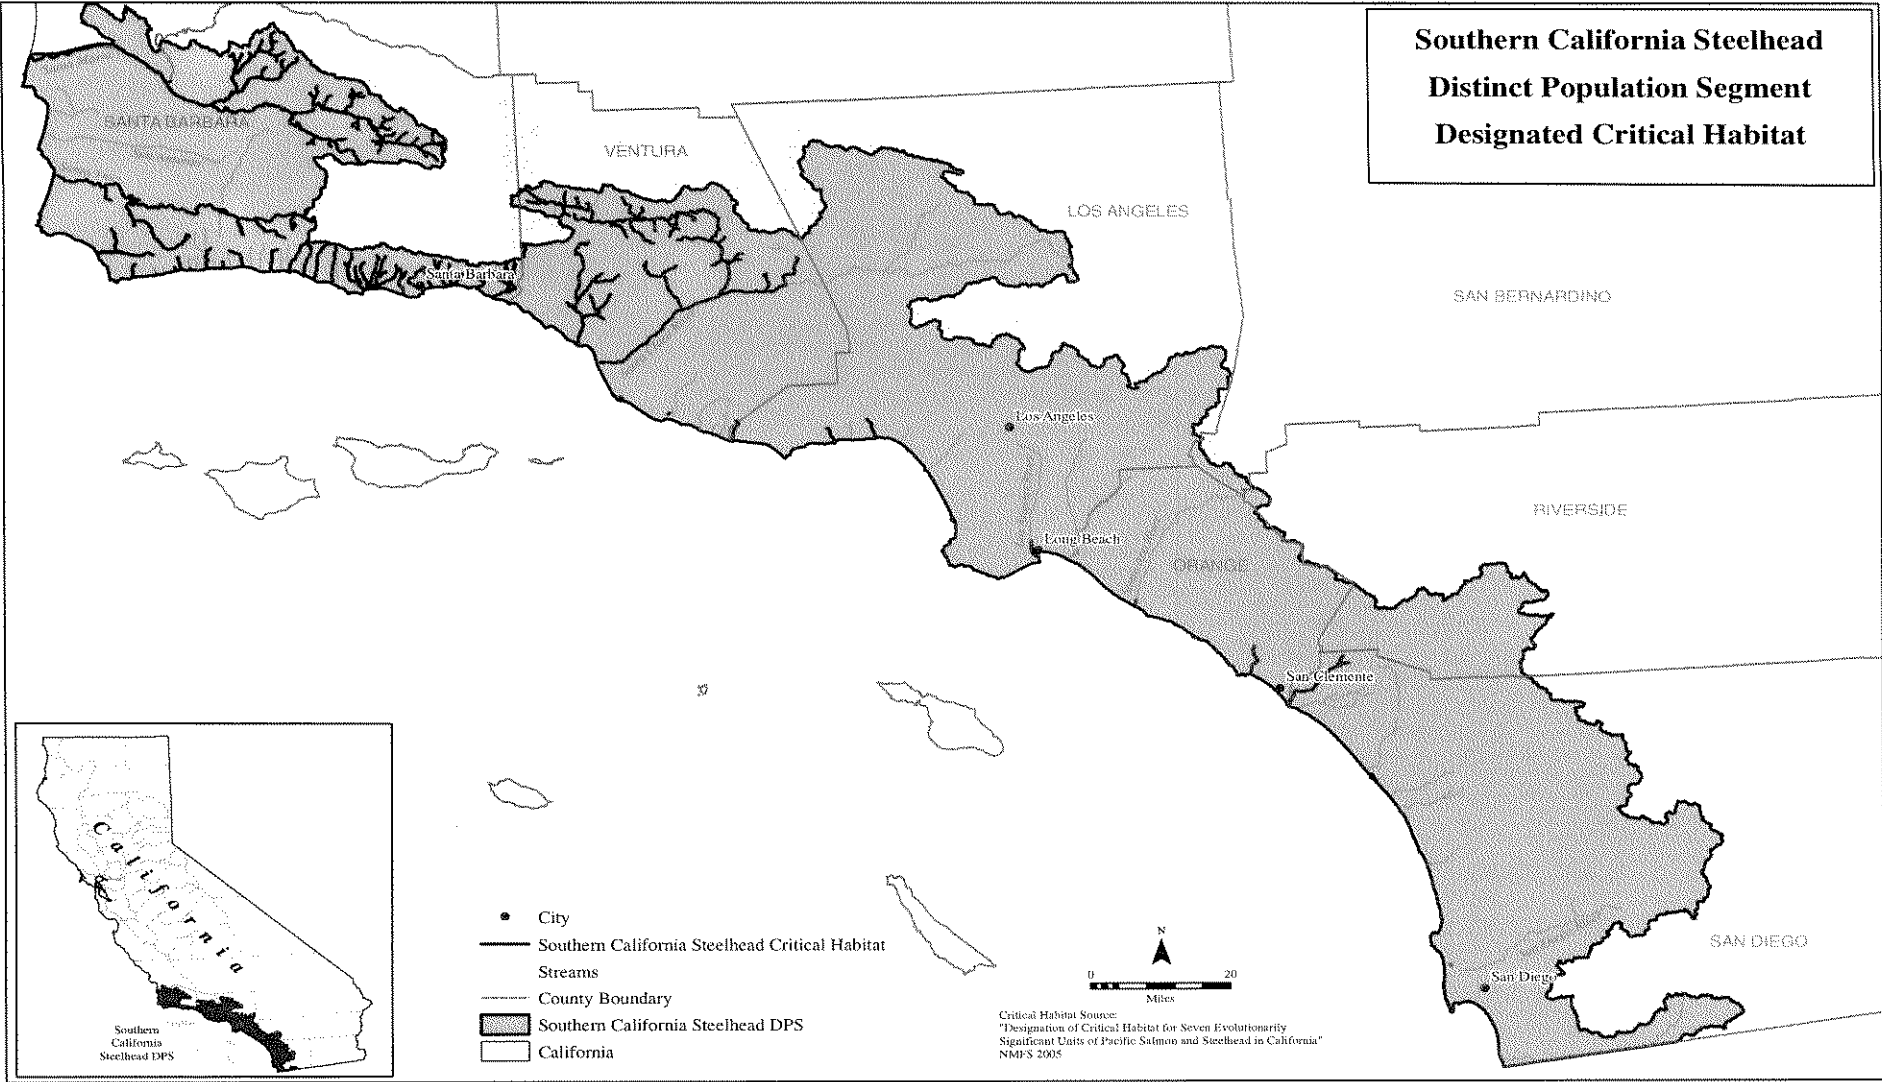 Southern California Steelhead
Distinct Population Segment
Designated Critical Habitat
SANTA BARBARA
VENTURA
LOS ANGELES
SAN BERNARDINO
Santa Barbara
Los Angeles
RIVERSIDE
Long Beach
ORANGE
San Clemente
SAN DIEGO
San Diego
California
Southern
California
Steelhead DPS
City
Southern California Steelhead Critical Habitat
Streams
County Boundary
Southern California Steelhead DPS
California
N
0 20
Miles
Critical Habitat Source:
"Designation of Critical Habitat for Seven Evolutionarily
Significant Units of Pacific Salmon and Steelhead in California"
NMFS 2005